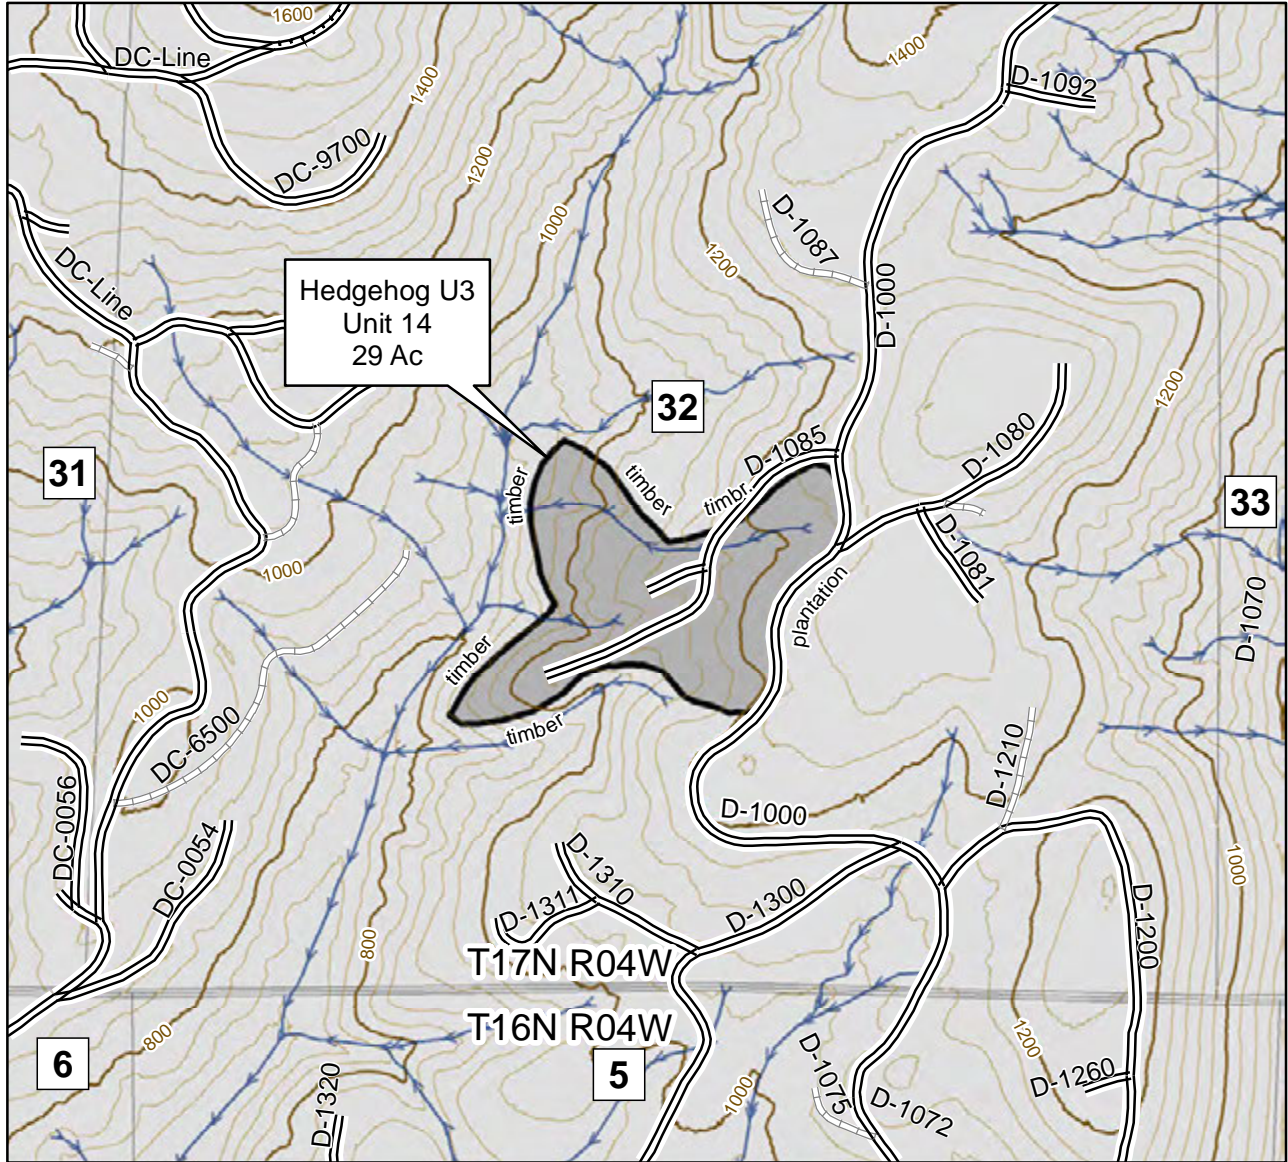 1600
DC-Line
1400
1400
D-1092
DC-9700
1200
1000
D-1087
1200
DC-Line
D-1000
Hedgehog U3
Unit 14
29 Ac
32
1200
D-1085
D-1080
31
timber
timber
timbr.
33
1000
D-1081
plantation
D-1070
timber
1000
timber
DC-6500
D-1210
DC-0056
D-1000
DC-0054
D-1310
1000
D-1311
D-1300
D-1200
800
T17N R04W
T16N R04W
800
1200
6
5
D-1260
D-1075
1000
D-1072
D-1320